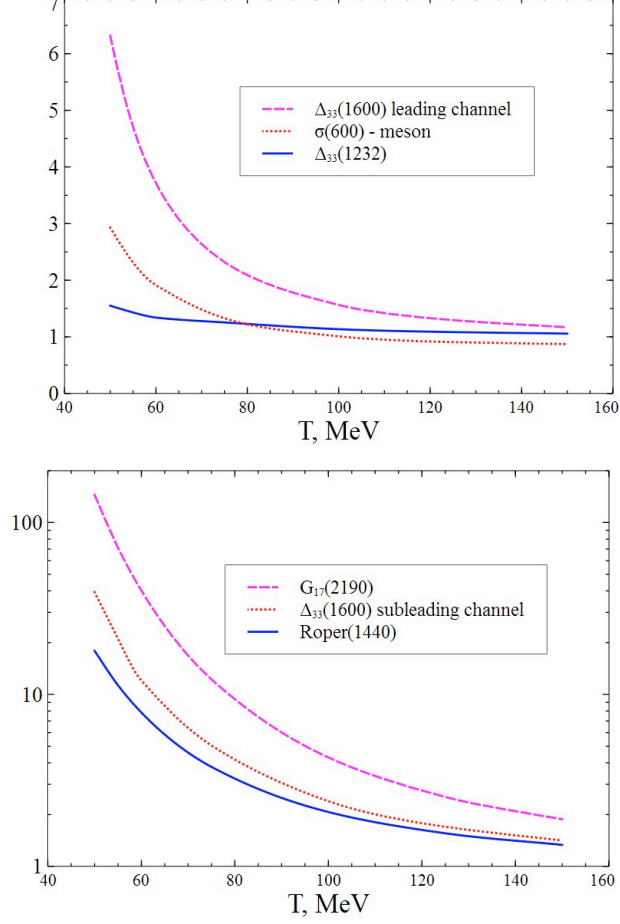 7
6
5
4
3
2
1
0
Δ₃₃(1600) leading channel
σ(600) - meson
Δ₃₃(1232)
40 60 80 100 120 140 160
T, MeV
100
10
1
G₁₇(2190)
Δ₃₃(1600) subleading channel
Roper(1440)
40 60 80 100 120 140 160
T, MeV